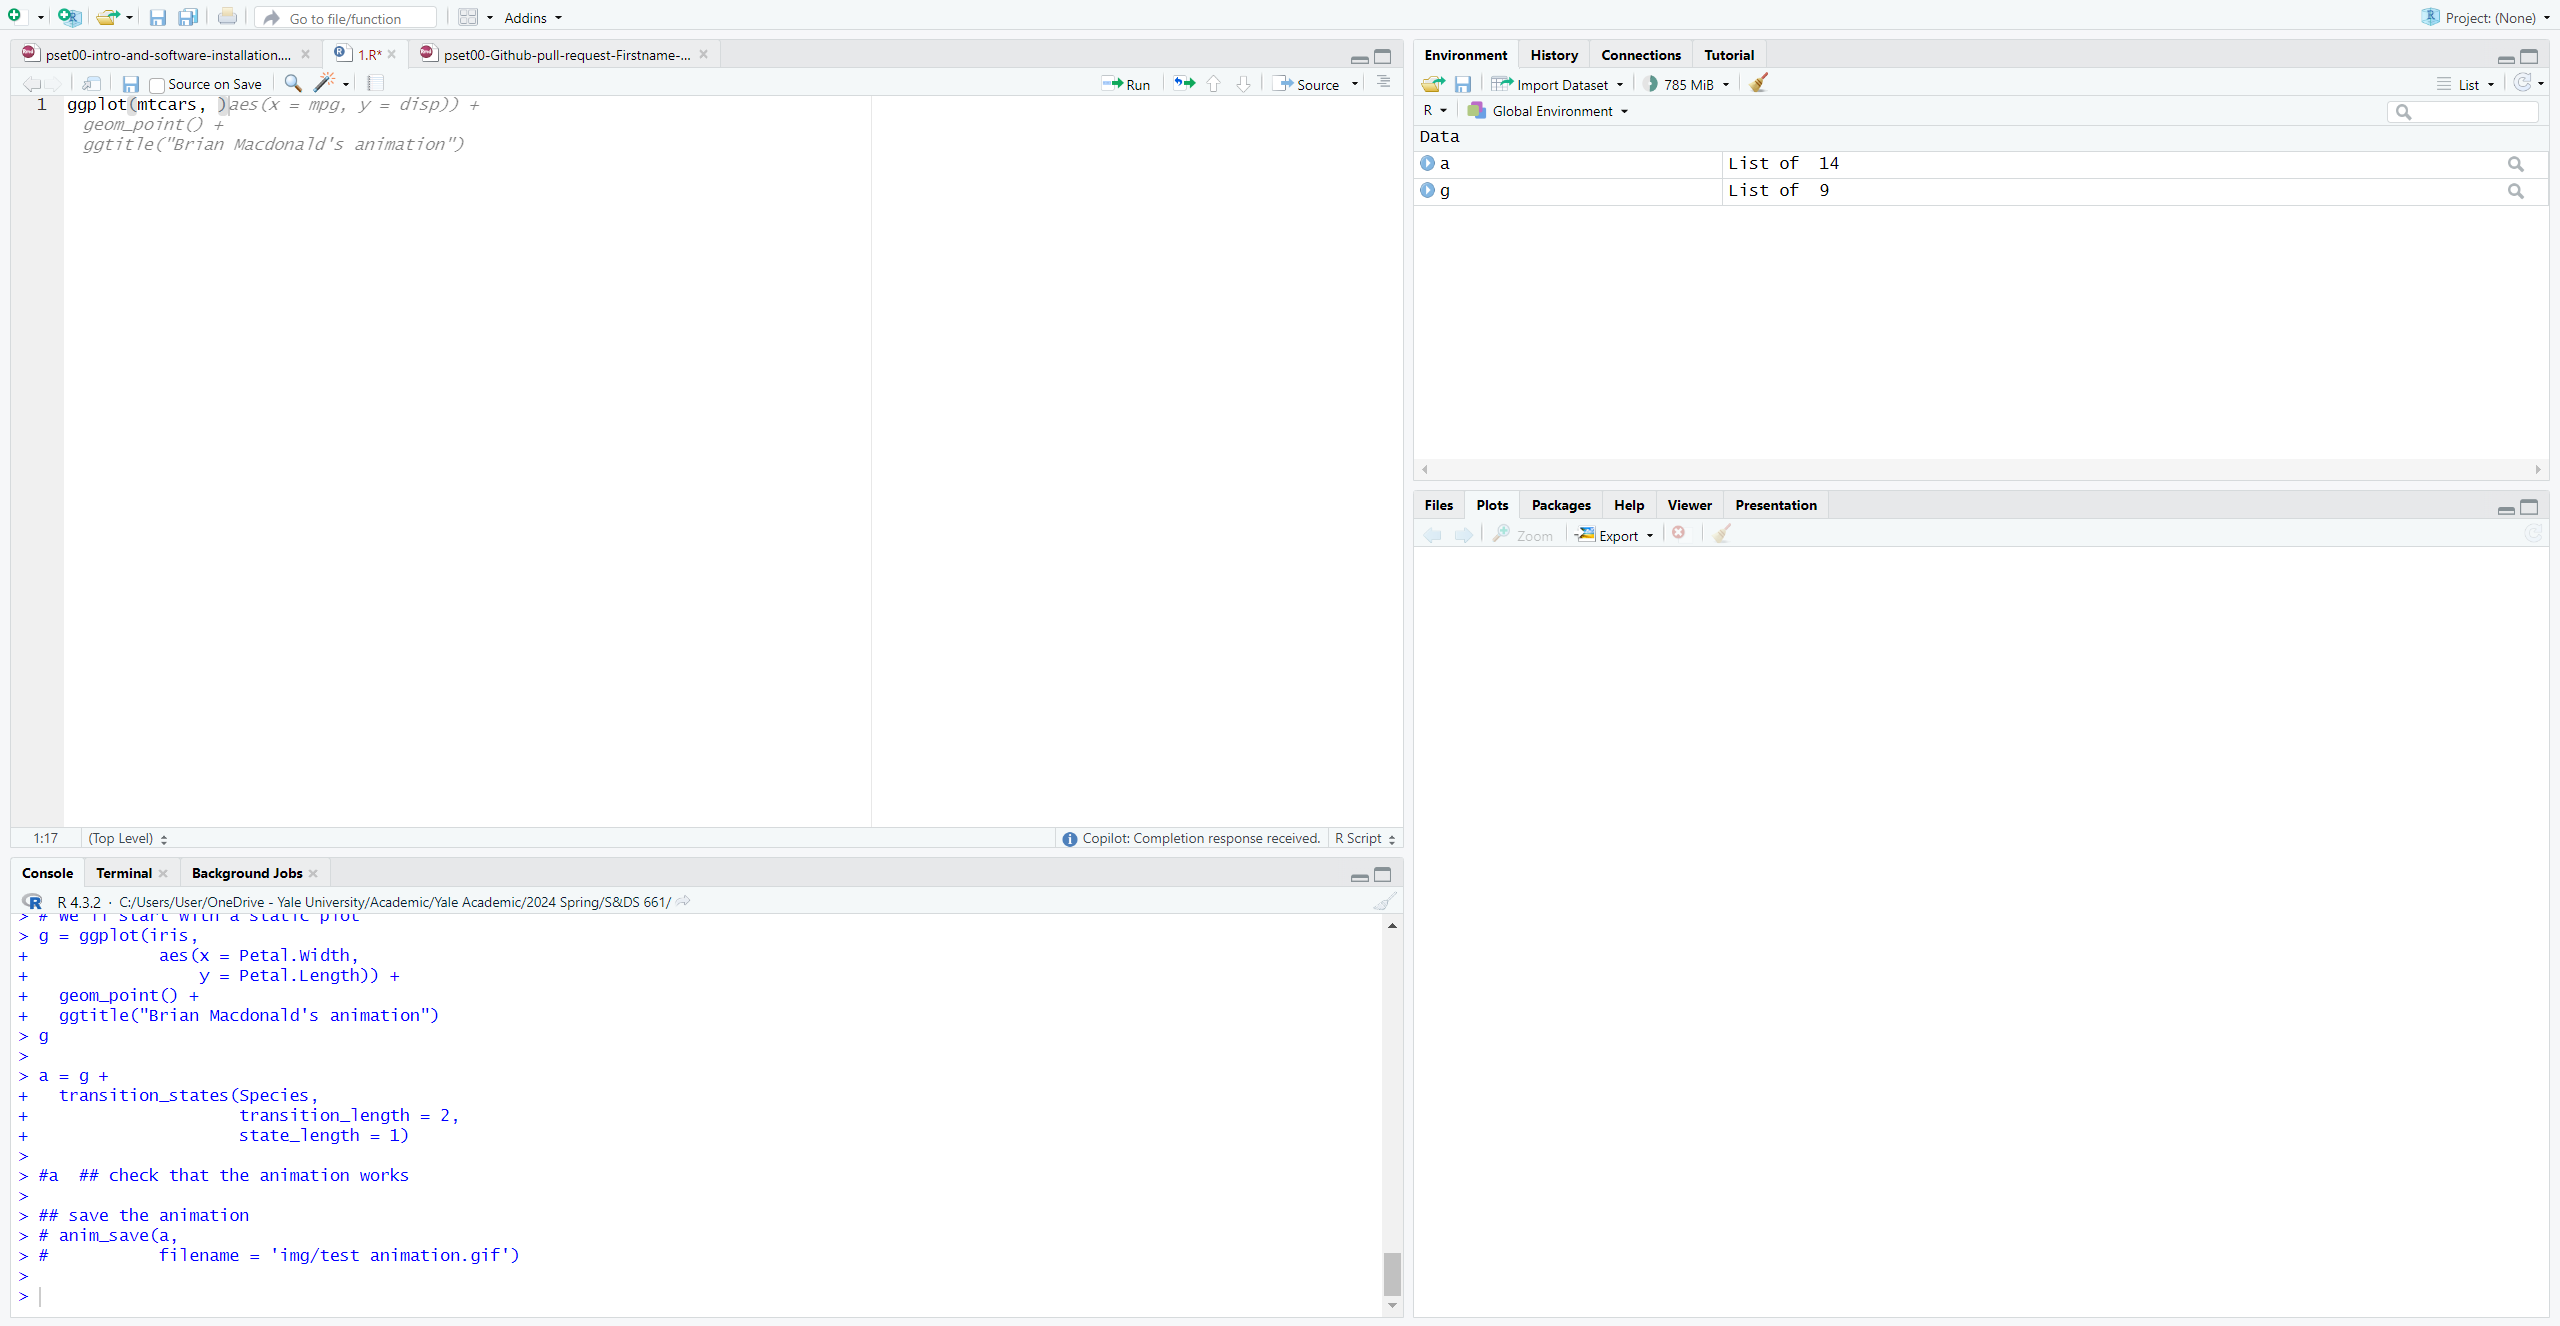 Go to file/function
Addins
Project: (None)
pset00-intro-and-software-installation....
1.R*
pset00-Github-pull-request-Firstname-...
Source on Save
Run
Source
1 ggplot(mtcars, )aes(x = mpg, y = disp)) +
geom_point() +
ggtitle("Brian Macdonald's animation")
1:17 (Top Level)
Copilot: Completion response received.
R Script
Console Terminal Background Jobs
R 4.3.2 · C:/Users/User/OneDrive - Yale University/Academic/Yale Academic/2024 Spring/S&DS 661/
> # We'll start with a static plot
> g = ggplot(iris,
+             aes(x = Petal.Width,
+                 y = Petal.Length)) +
+   geom_point() +
+   ggtitle("Brian Macdonald's animation")
> g
>
> a = g +
+   transition_states(Species,
+                     transition_length = 2,
+                     state_length = 1)
>
> #a  ## check that the animation works
>
> ## save the animation
> # anim_save(a,
> #           filename = 'img/test animation.gif')
>
>
Environment History Connections Tutorial
Import Dataset 785 MiB List
R Global Environment
Data
a List of  14
g List of  9
Files Plots Packages Help Viewer Presentation
Zoom Export